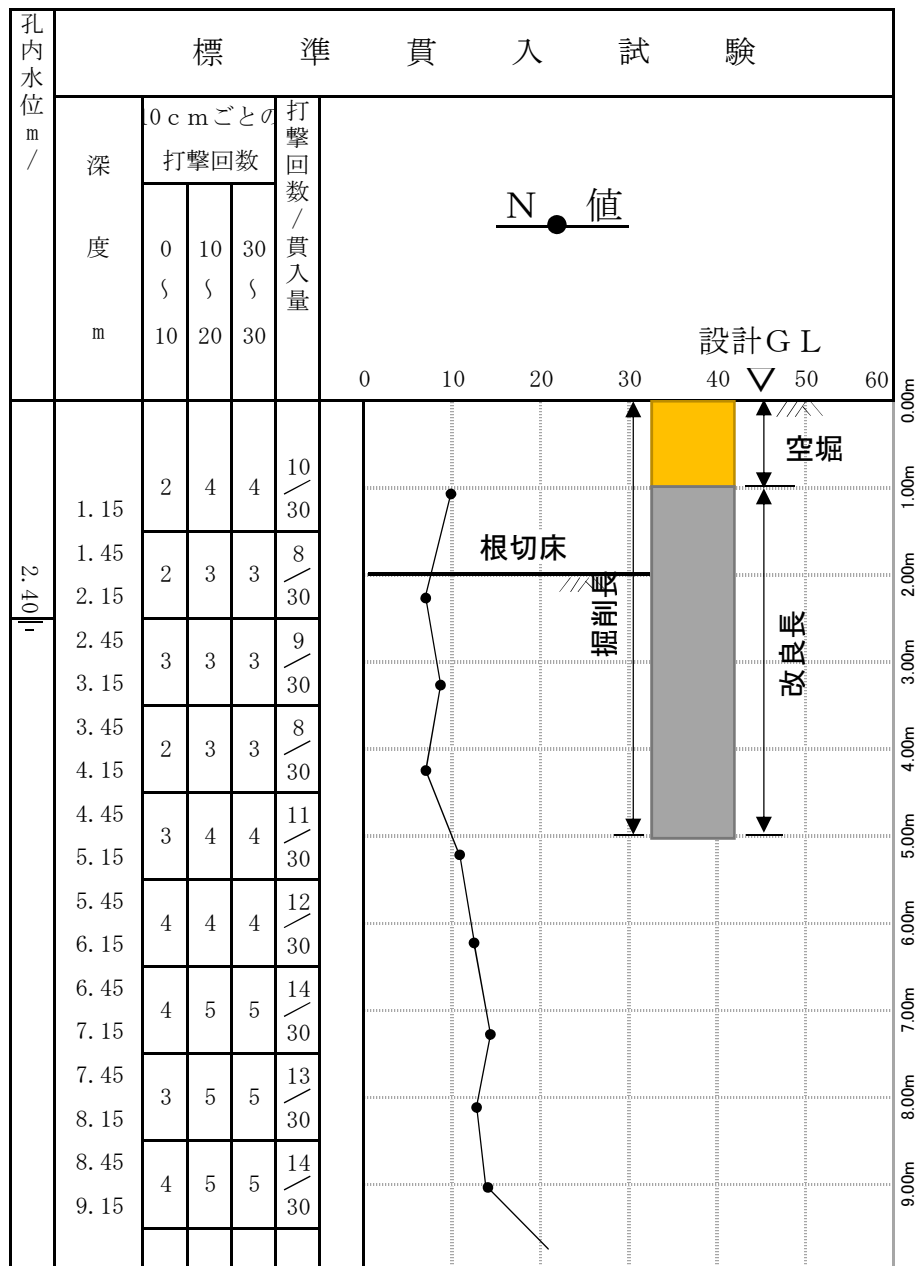 孔内水位m/
標準貫入試験
深度m
10cmごとの
打撃回数
0〜10
10〜20
30〜30
打撃回数/貫入量
N値
設計GL
0 10 20 30 40 50 60
0.00m
空堀
1.00m
2 4 4 10/30
1.15
1.45
根切床
2 3 3 8/30
2.00m
2.15
2.40
掘削長
改良長
2.45
3 3 3 9/30
3.00m
3.15
3.45
2 3 3 8/30
4.00m
4.15
4.45
3 4 4 11/30
5.00m
5.15
5.45
4 4 4 12/30
6.00m
6.15
6.45
4 5 5 14/30
7.00m
7.15
7.45
3 5 5 13/30
8.00m
8.15
8.45
4 5 5 14/30
9.00m
9.15